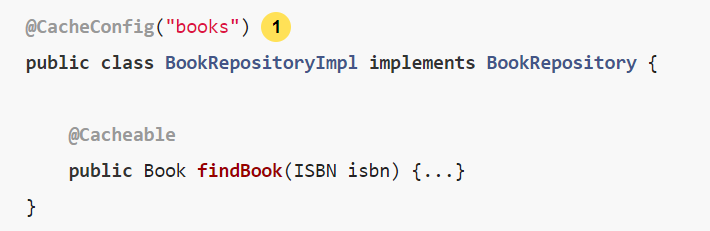 @CacheConfig("books") 1
public class BookRepositoryImpl implements BookRepository {
@Cacheable
public Book findBook(ISBN isbn) {...}
}